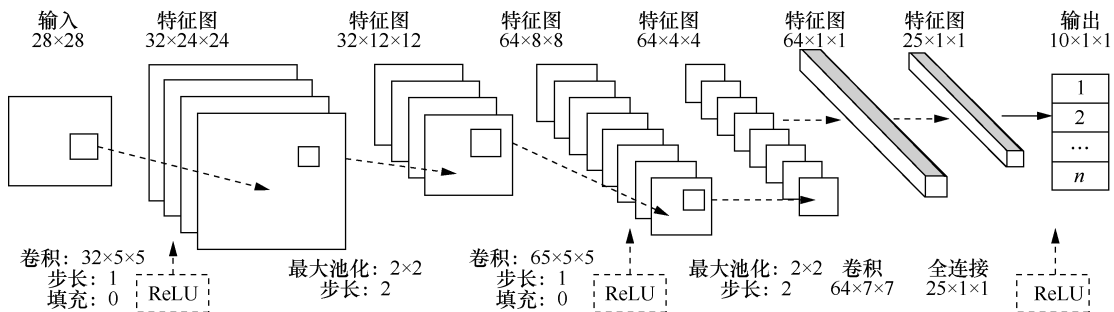 输入
28×28
特征图
32×24×24
特征图
32×12×12
特征图
64×8×8
特征图
64×4×4
特征图
64×1×1
特征图
25×1×1
输出
10×1×1
1
2
...
n
卷积：32×5×5
步长：1
填充：0
ReLU
最大池化：2×2
步长：2
卷积：65×5×5
步长：1
填充：0
ReLU
最大池化：2×2
步长：2
卷积
64×7×7
全连接
25×1×1
ReLU